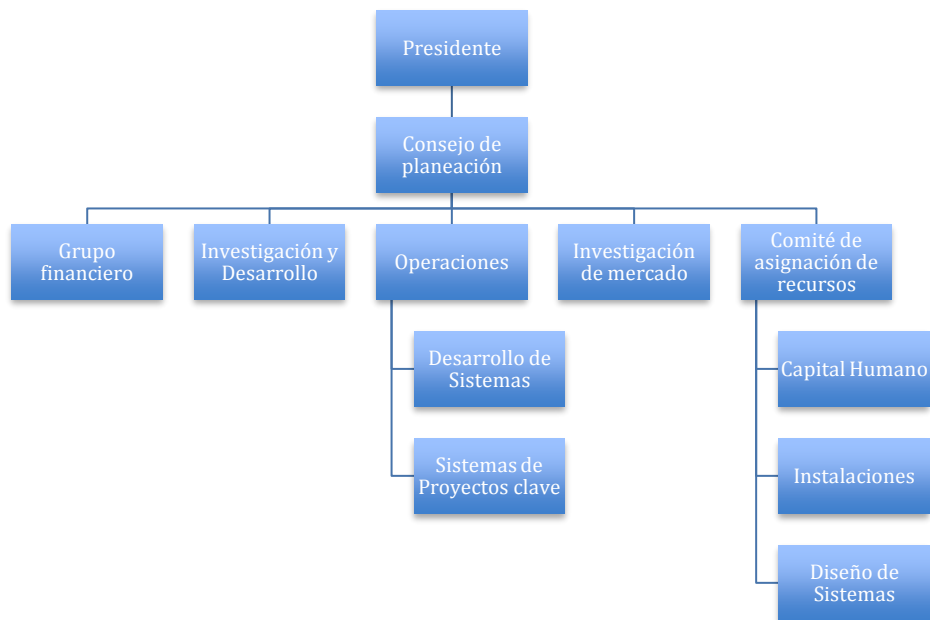 Presidente
Consejo de
planeación
Grupo
financiero
Investigación y
Desarrollo
Operaciones
Investigación
de mercado
Comité de
asignación de
recursos
Desarrollo de
Sistemas
Sistemas de
Proyectos clave
Capital Humano
Instalaciones
Diseño de
Sistemas